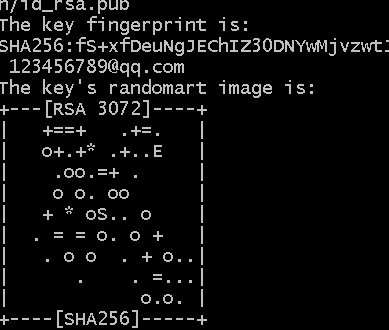 n/id_rsa.pub
The key fingerprint is:
SHA256:fS+xfDeuNgJEChIZ3ODNYwMjvzwt
 123456789@qq.com
The key's randomart image is:
+---[RSA 3072]----+
|    +==+   .+=.    |
|    o+.+* .+..E    |
|     .oo.=+ .      |
|     o o. oo       |
|    + * oS.. o     |
|   . = = o. o +    |
|    . o o  . + o..|
|       .     . =...|
|              o.o. |
+----[SHA256]-----+